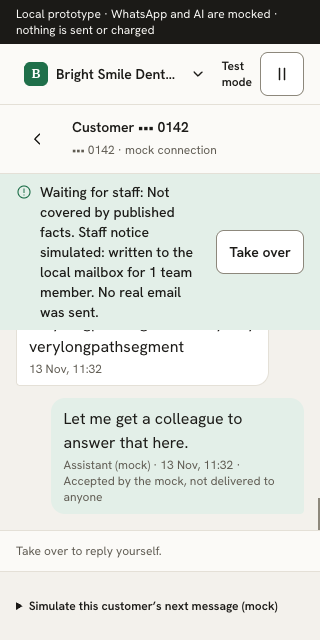 Local prototype · WhatsApp and AI are mocked ·
nothing is sent or charged
B Bright Smile Dent...
Test
mode
Customer ••• 0142
••• 0142 · mock connection
Waiting for staff: Not
covered by published
facts. Staff notice
simulated: written to the
local mailbox for 1 team
member. No real email
was sent.
Take over
verylongpathsegment
13 Nov, 11:32
Let me get a colleague to
answer that here.
Assistant (mock) · 13 Nov, 11:32 ·
Accepted by the mock, not delivered to
anyone
Take over to reply yourself.
Simulate this customer’s next message (mock)